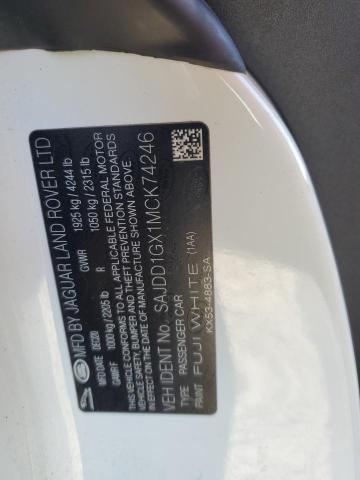 MFD BY JAGUAR LAND ROVER LTD
MFD DATE 06/20 GVWR 1925 kg / 4244 lb
GAWR F 1000 kg / 2205 lb R 1050 kg / 2315 lb
THIS VEHICLE CONFORMS TO ALL APPLICABLE FEDERAL MOTOR
VEHICLE SAFETY, BUMPER AND THEFT PREVENTION STANDARDS
IN EFFECT ON THE DATE OF MANUFACTURE SHOWN ABOVE.
VEH IDENT No. SAJDD1GX1MCK74246
TYPE PASSENGER CAR
PAINT FUJI WHITE (1AA)
KX53-4883-SA